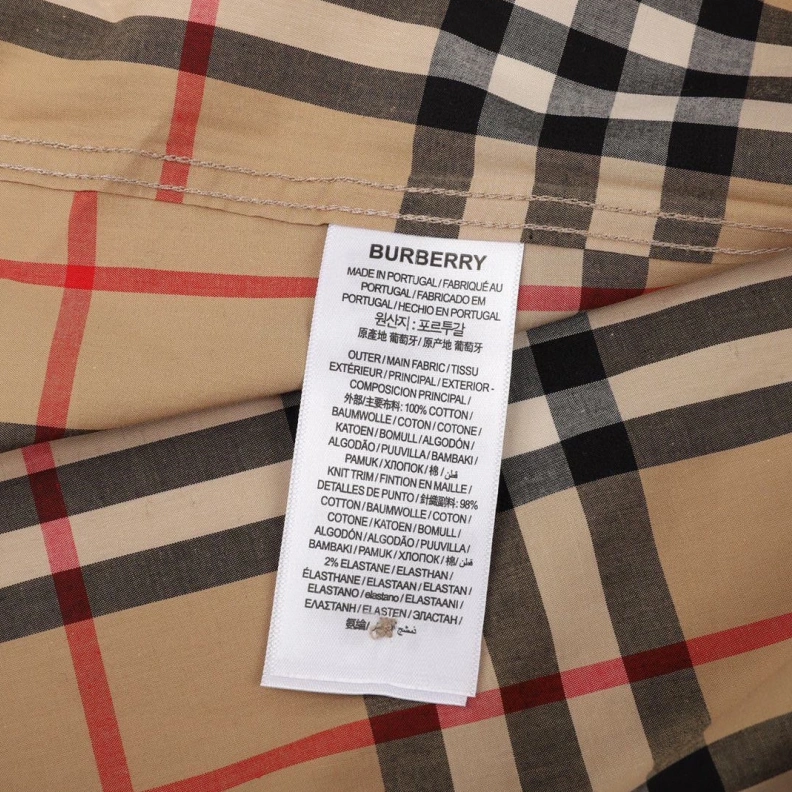 BURBERRY
MADE IN PORTUGAL / FABRIQUÉ AU
PORTUGAL / FABRICADO EM
PORTUGAL / HECHO EN PORTUGAL
원산지 : 포르투갈
原產地 葡萄牙 / 原产地 葡萄牙
OUTER / MAIN FABRIC / TISSU
EXTÉRIEUR / PRINCIPAL / EXTERIOR -
COMPOSICION PRINCIPAL /
外部/主要布料: 100% COTTON /
BAUMWOLLE / COTON / COTONE /
KATOEN / BOMULL / ALGODÓN /
ALGODÃO / PUUVILLA / BAMBAKI /
PAMUK / ХЛОПОК / 棉 / قطن /
KNIT TRIM / FINTION EN MAILLE /
DETALLES DE PUNTO / 針織副料: 98%
COTTON / BAUMWOLLE / COTON /
COTONE / KATOEN / BOMULL /
ALGODÓN / ALGODÃO / PUUVILLA /
BAMBAKI / PAMUK / ХЛОПОК / 棉 / قطن /
2% ELASTANE / ELASTHAN /
ÉLASTHANE / ELASTAAN / ELASTAN /
ELASTANO / elastano / ELASTAANI /
ΕΛΑΣΤΑΝΗ / ELASTEN / ЭЛАСТАН /
氨綸/